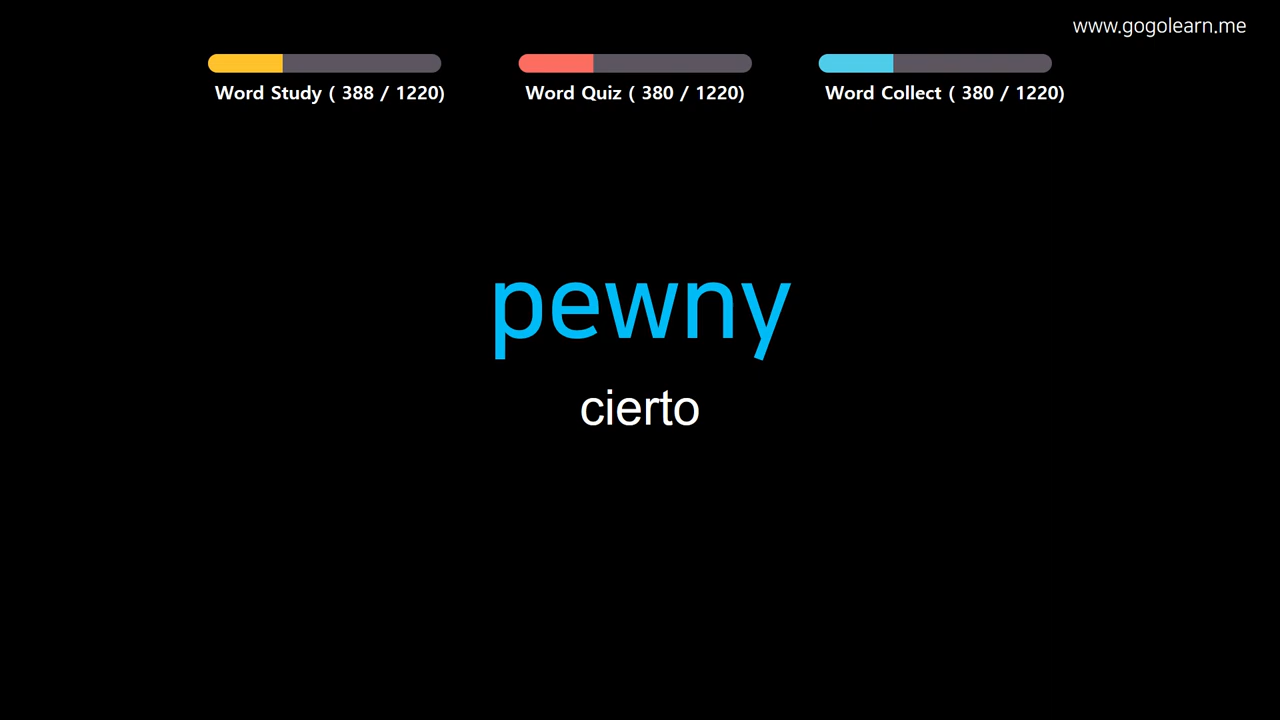 www.gogolearn.me
Word Study ( 388 / 1220)
Word Quiz ( 380 / 1220)
Word Collect ( 380 / 1220)
pewny
cierto